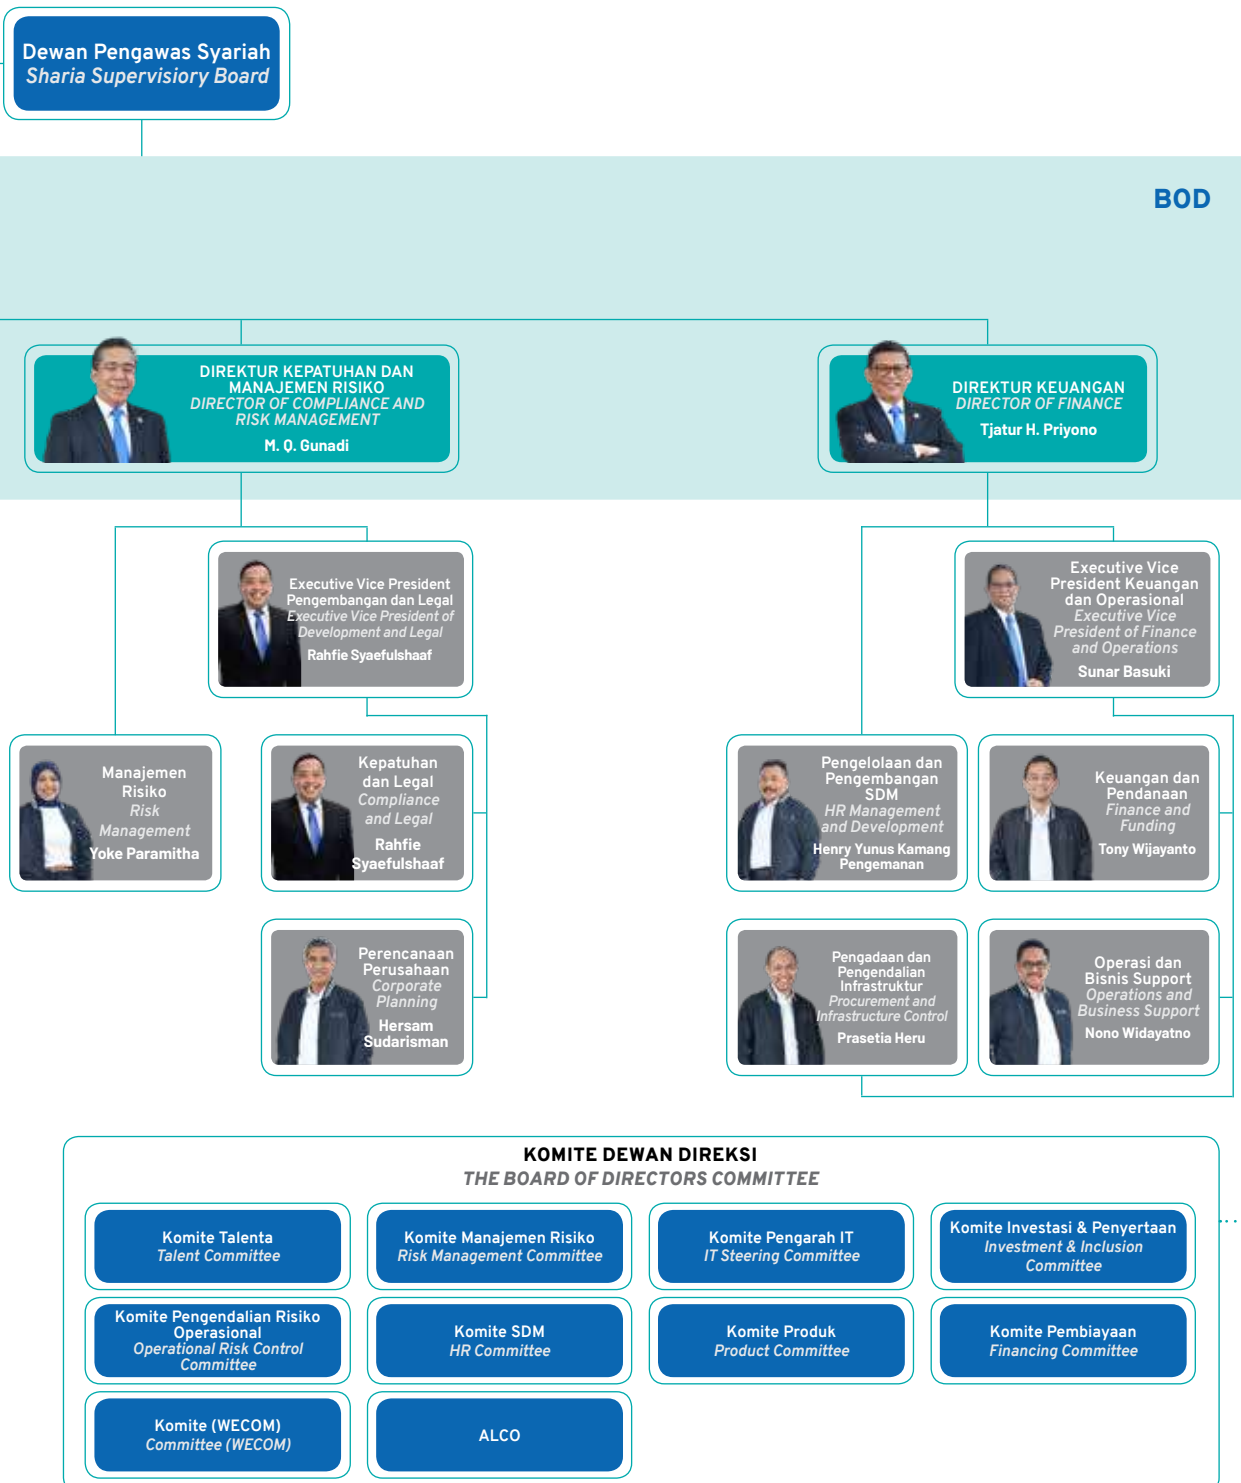 Dewan Pengawas Syariah
Sharia Supervisiory Board
BOD
DIREKTUR KEPATUHAN DAN
MANAJEMEN RISIKO
DIRECTOR OF COMPLIANCE AND
RISK MANAGEMENT
M. Q. Gunadi
DIREKTUR KEUANGAN
DIRECTOR OF FINANCE
Tjatur H. Priyono
Executive Vice President
Pengembangan dan Legal
Executive Vice President of
Development and Legal
Rahfie Syaefulshaaf
Executive Vice
President Keuangan
dan Operasional
Executive Vice
President of Finance
and Operations
Sunar Basuki
Manajemen
Risiko
Risk
Management
Yoke Paramitha
Kepatuhan
dan Legal
Compliance
and Legal
Rahfie
Syaefulshaaf
Pengelolaan dan
Pengembangan
SDM
HR Management
and Development
Henry Yunus Kamang
Pengemanan
Keuangan dan
Pendanaan
Finance and
Funding
Tony Wijayanto
Perencanaan
Perusahaan
Corporate
Planning
Hersam
Sudarisman
Pengadaan dan
Pengendalian
Infrastruktur
Procurement and
Infrastructure Control
Prasetia Heru
Operasi dan
Bisnis Support
Operations and
Business Support
Nono Widayatno
KOMITE DEWAN DIREKSI
THE BOARD OF DIRECTORS COMMITTEE
Komite Talenta
Talent Committee
Komite Manajemen Risiko
Risk Management Committee
Komite Pengarah IT
IT Steering Committee
Komite Investasi & Penyertaan
Investment & Inclusion
Committee
Komite Pengendalian Risiko
Operasional
Operational Risk Control
Committee
Komite SDM
HR Committee
Komite Produk
Product Committee
Komite Pembiayaan
Financing Committee
Komite (WECOM)
Committee (WECOM)
ALCO